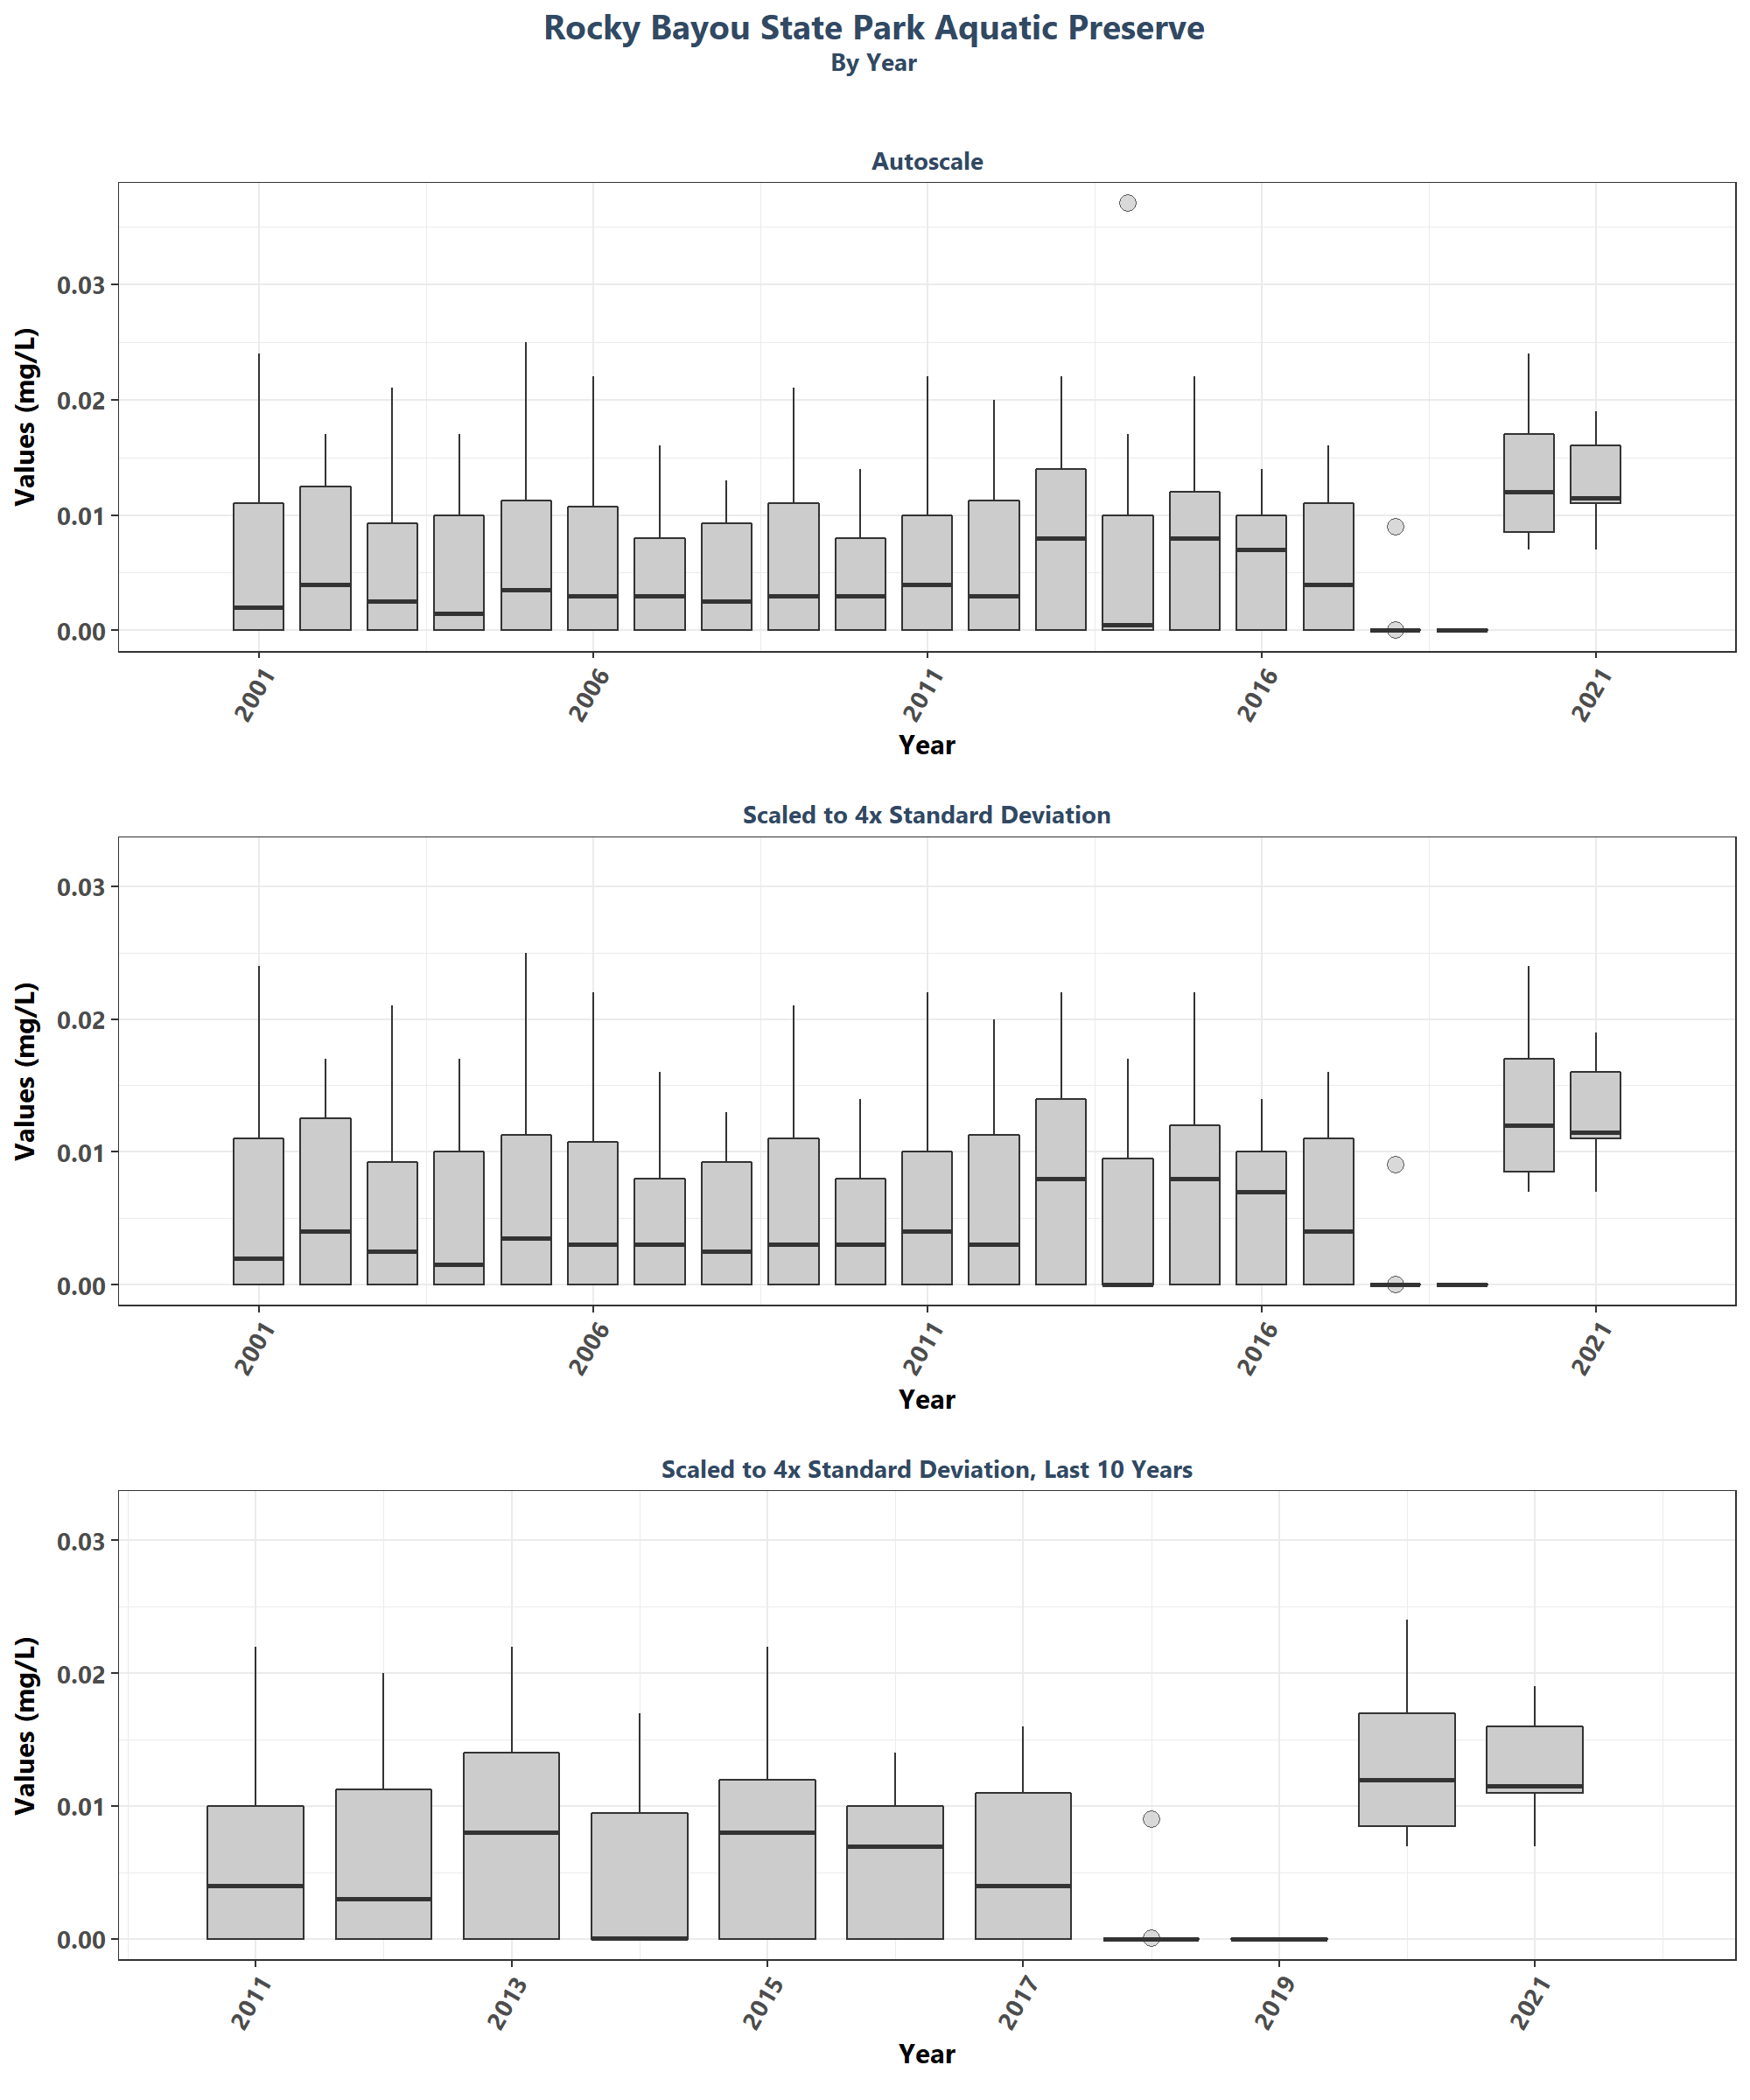 Rocky Bayou State Park Aquatic Preserve
By Year
Autoscale
Values (mg/L)
0.03
0.02
0.01
0.00
2001 2006 2011 2016 2021
Year
Scaled to 4x Standard Deviation
Values (mg/L)
0.03
0.02
0.01
0.00
2001 2006 2011 2016 2021
Year
Scaled to 4x Standard Deviation, Last 10 Years
Values (mg/L)
0.03
0.02
0.01
0.00
2011 2013 2015 2017 2019 2021
Year